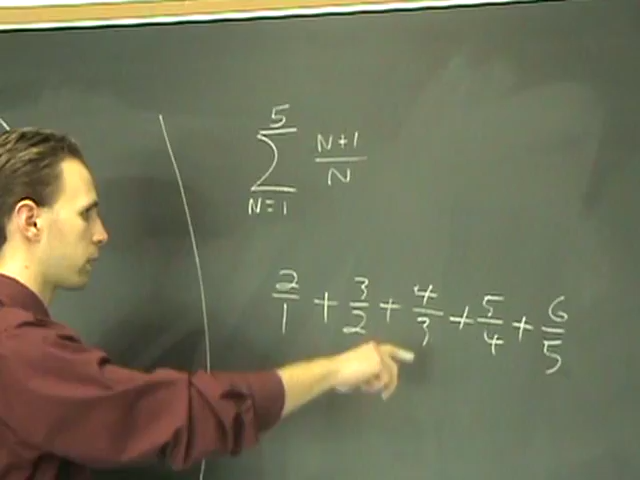 5
∑ N+1/N
N=1
2/1 + 3/2 + 4/3 + 5/4 + 6/5